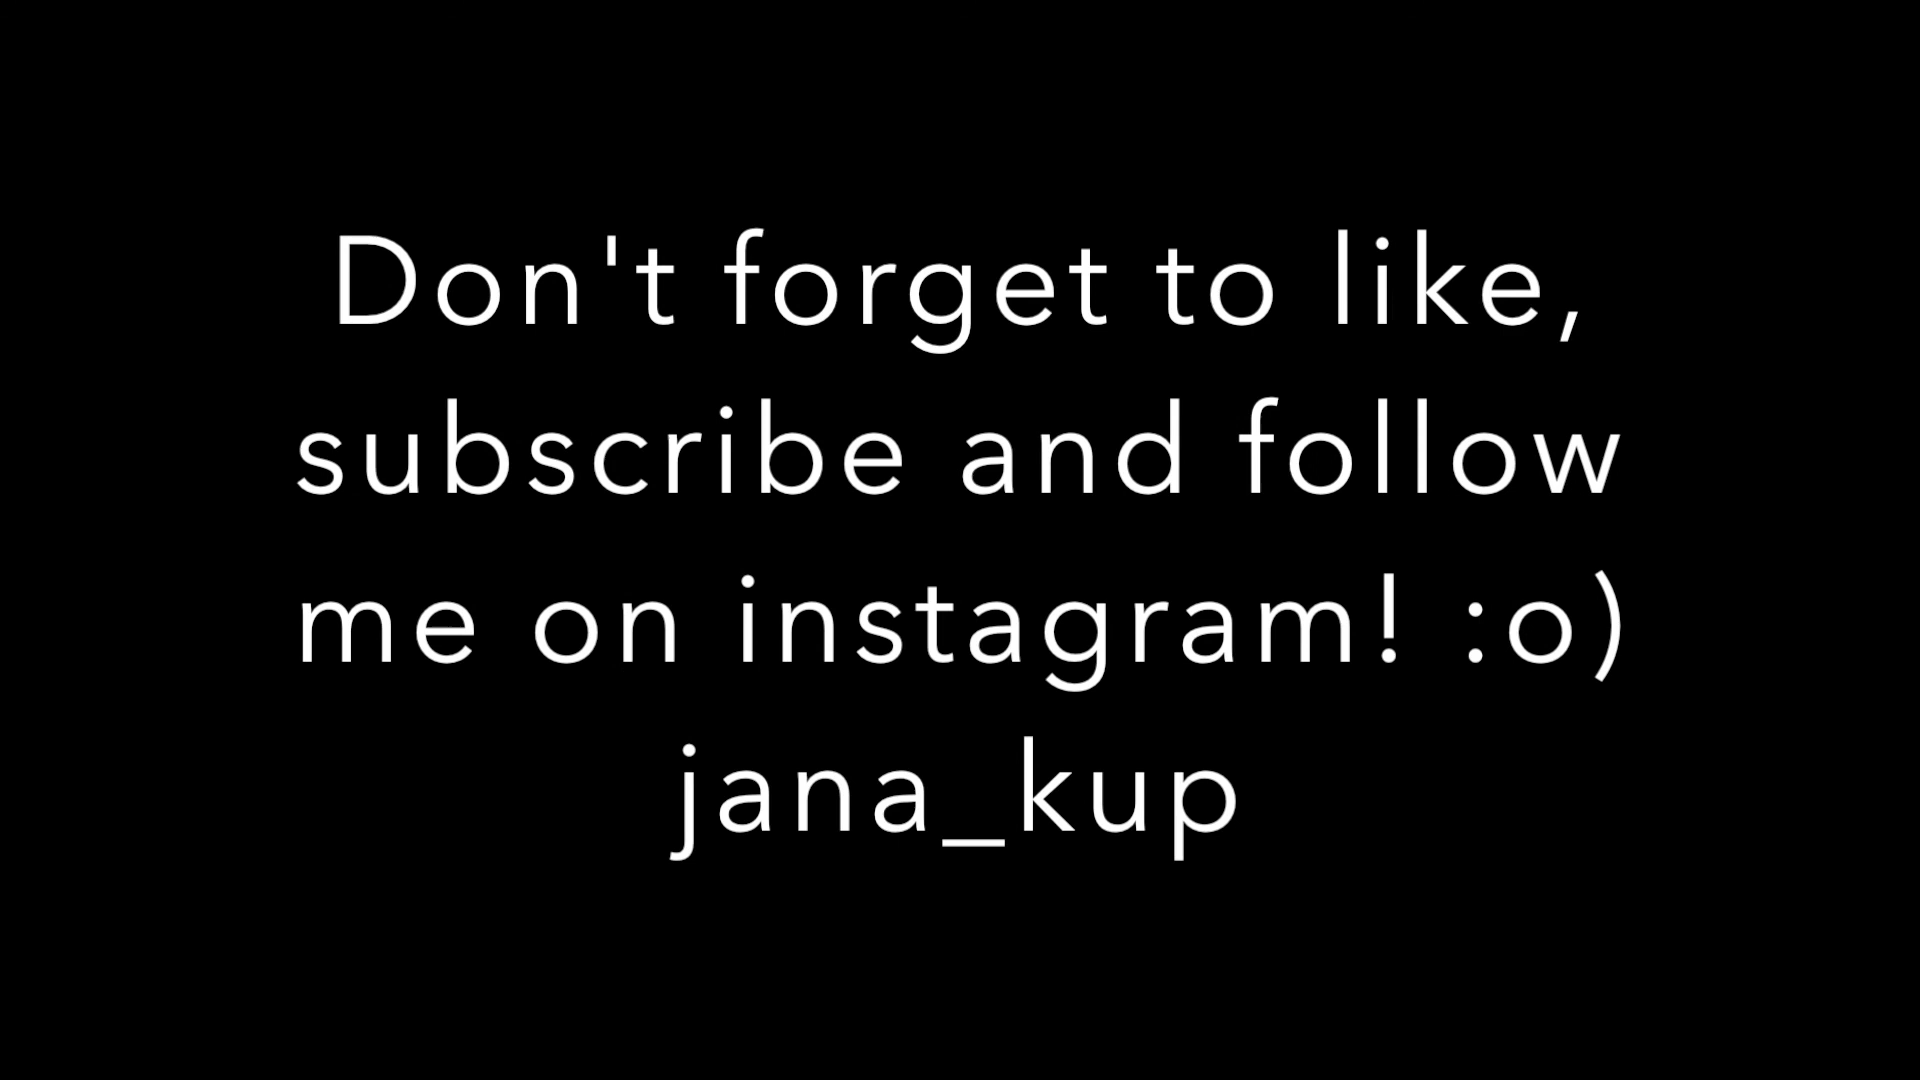 Don't forget to like,
subscribe and follow
me on instagram! :o)
jana_kup